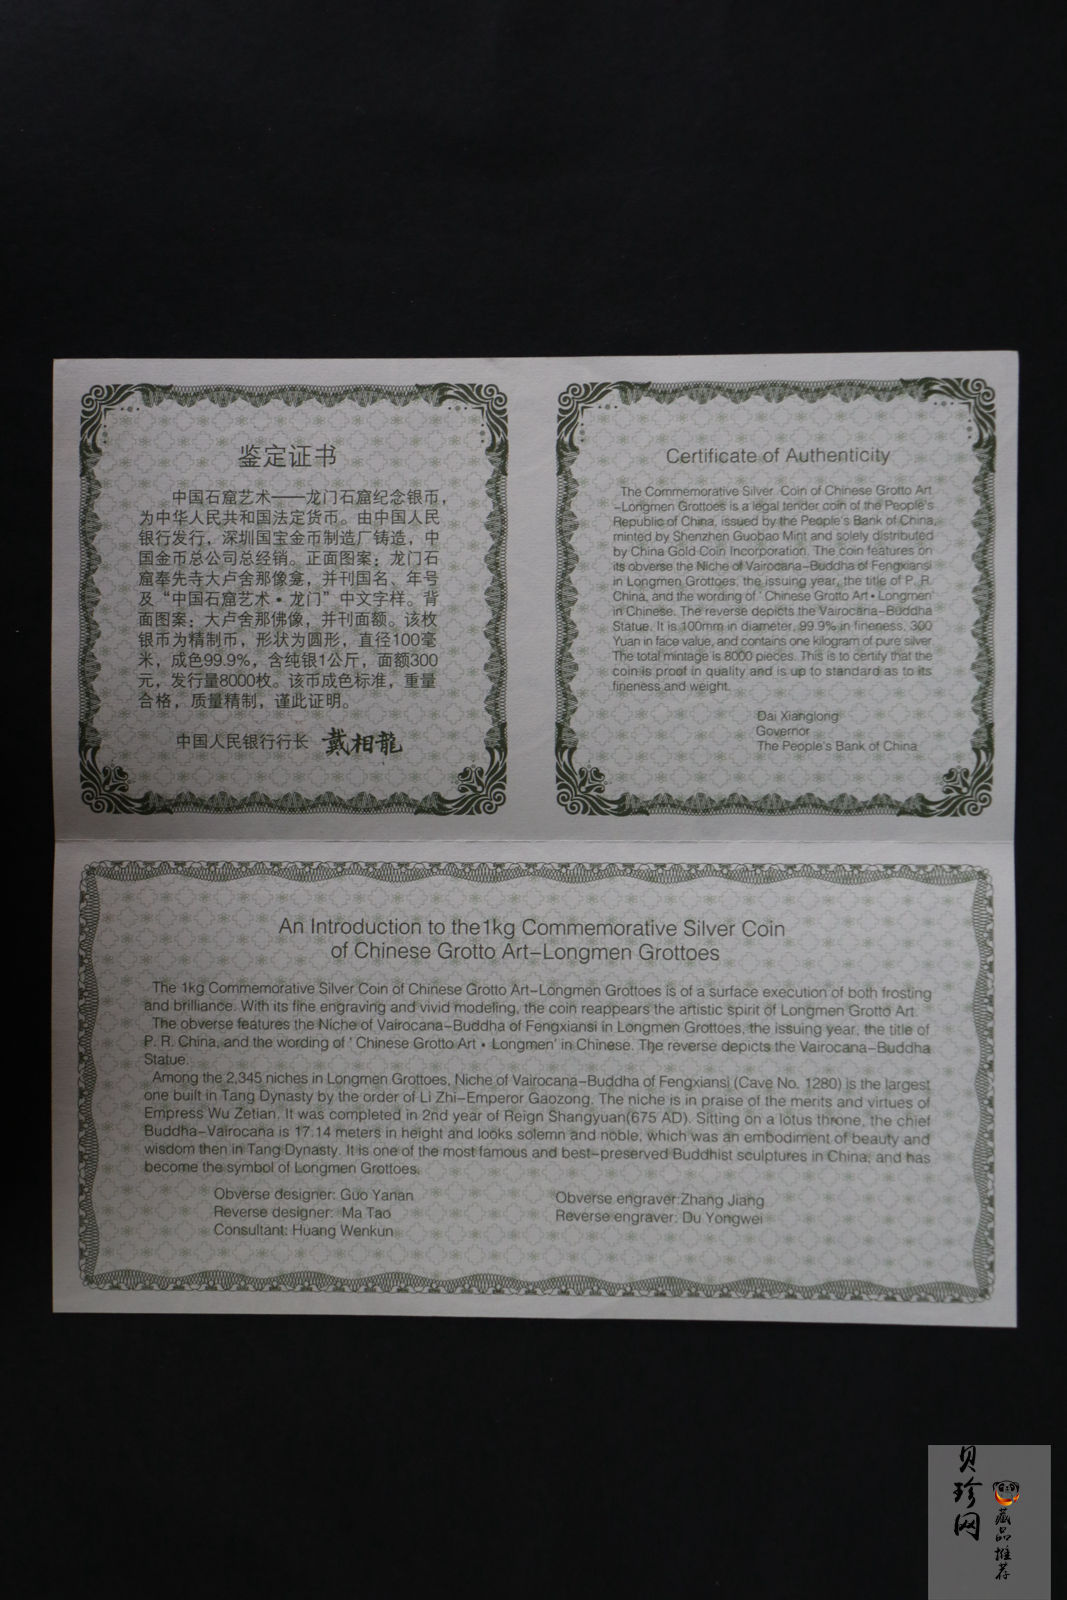 鉴定证书
中国石窟艺术——龙门石窟纪念银币，
为中华人民共和国法定货币。由中国人民
银行发行，深圳国宝金币制造厂铸造，中
国金币总公司总经销。正面图案：龙门石
窟奉先寺大卢舍那像龛，并刊国名、年号
及“中国石窟艺术·龙门”中文字样。背
面图案：大卢舍那佛像，并刊面额。该枚
银币为精制币，形状为圆形，直径100毫
米，成色99.9%，含纯银1公斤，面额300
元，发行量8000枚。该币成色标准，重量
合格，质量精制，谨此证明。
中国人民银行行长 戴相龍
Certificate of Authenticity
The Commemorative Silver Coin of Chinese Grotto Art
-Longmen Grottoes is a legal tender coin of the People's
Republic of China, issued by the People's Bank of China,
minted by Shenzhen Guobao Mint and solely distributed
by China Gold Coin Incorporation. The coin features on
its obverse the Niche of Vairocana-Buddha of Fengxiansi
in Longmen Grottoes, the issuing year, the title of P. R.
China, and the wording of ' Chinese Grotto Art • Longmen'
in Chinese. The reverse depicts the Vairocana-Buddha
Statue. It is 100mm in diameter, 99.9% in fineness, 300
Yuan in face value, and contains one kilogram of pure silver.
The total mintage is 8000 pieces. This is to certify that the
coin is proof in quality and is up to standard as to its
fineness and weight.
Dai Xianglong
Governor
The People's Bank of China
An Introduction to the 1kg Commemorative Silver Coin
of Chinese Grotto Art-Longmen Grottoes
The 1kg Commemorative Silver Coin of Chinese Grotto Art-Longmen Grottoes is of a surface execution of both frosting
and brilliance. With its fine engraving and vivid modeling, the coin reappears the artistic spirit of Longmen Grotto Art.
The obverse features the Niche of Vairocana-Buddha of Fengxiansi in Longmen Grottoes, the issuing year, the title of
P. R. China, and the wording of ' Chinese Grotto Art • Longmen' in Chinese. The reverse depicts the Vairocana-Buddha
Statue.
Among the 2,345 niches in Longmen Grottoes, Niche of Vairocana-Buddha of Fengxiansi (Cave No. 1280) is the largest
one built in Tang Dynasty by the order of Li Zhi-Emperor Gaozong. The niche is in praise of the merits and virtues of
Empress Wu Zetian. It was completed in 2nd year of Reign Shangyuan(675 AD). Sitting on a lotus throne, the chief
Buddha-Vairocana is 17.14 meters in height and looks solemn and noble, which was an embodiment of beauty and
wisdom then in Tang Dynasty. It is one of the most famous and best-preserved Buddhist sculptures in China, and has
become the symbol of Longmen Grottoes.
Obverse designer: Guo Yanan
Reverse designer: Ma Tao
Consultant: Huang Wenkun
Obverse engraver:Zhang Jiang
Reverse engraver: Du Yongwei
贝珍网
藏品推荐